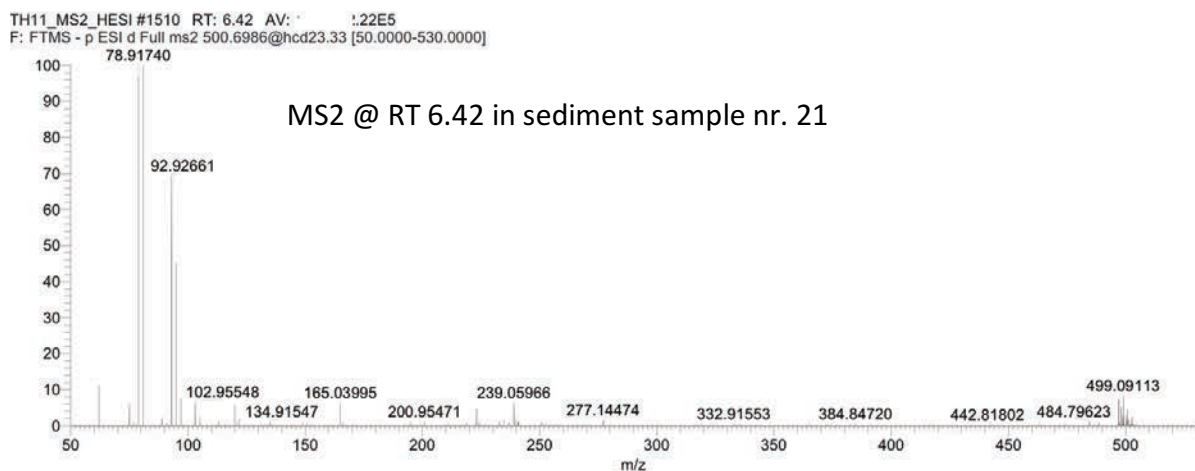 TH11_MS2_HESI #1510 RT: 6.42 AV: .22E5
F: FTMS - p ESI d Full ms2 500.6986@hcd23.33 [50.0000-530.0000]
78.91740
100
90
MS2 @ RT 6.42 in sediment sample nr. 21
80
92.92661
70
60
50
40
30
20
102.95548 165.03995 239.05966 499.09113
10
134.91547 200.95471 277.14474 332.91553 384.84720 442.81802 484.79623
0
50 100 150 200 250 300 350 400 450 500
m/z